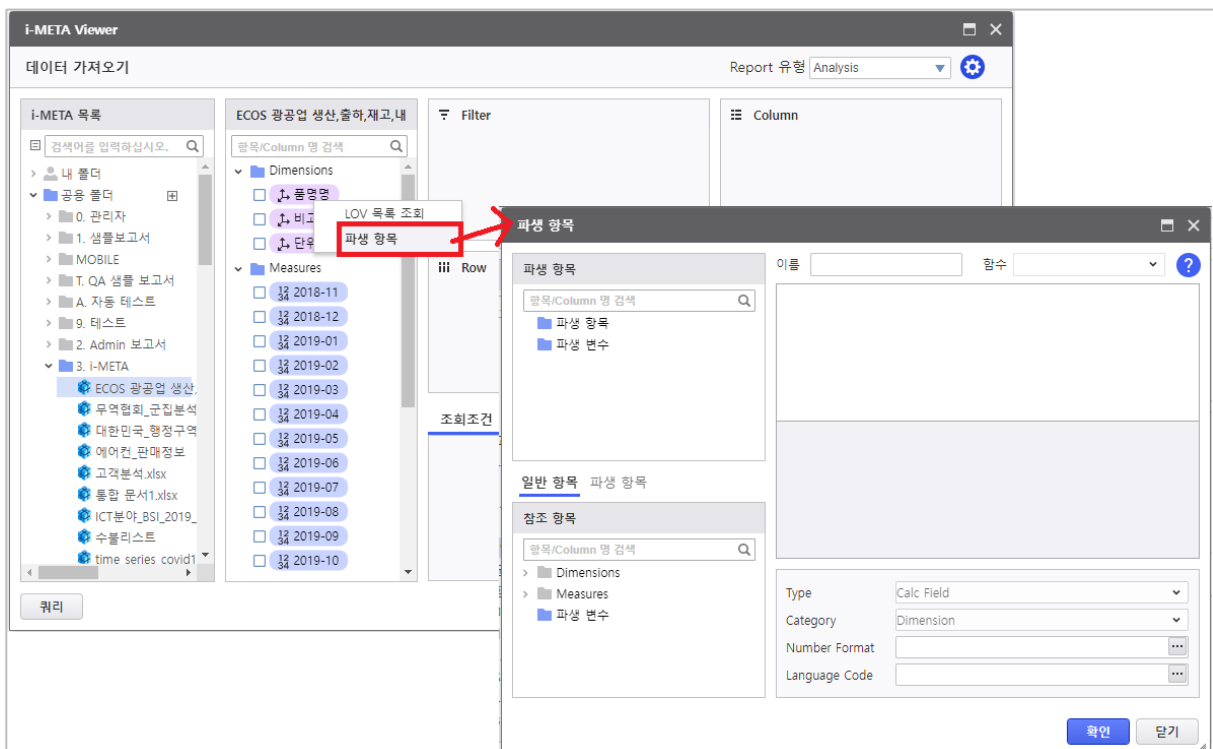 i-META Viewer
데이터 가져오기
Report 유형 Analysis
i-META 목록
검색어를 입력하십시오.
내 폴더
공용 폴더
0. 관리자
1. 샘플보고서
MOBILE
T. QA 샘플 보고서
A. 자동 테스트
9. 테스트
2. Admin 보고서
3. i-META
ECOS 광공업 생산,
무역협회_군집분석
대한민국_행정구역
에어컨_판매정보
고객분석.xlsx
통합 문서1.xlsx
ICT분야_BSI_2019_
수불리스트
time series covid1
쿼리
ECOS 광공업 생산,출하,재고,내
항목/Column 명 검색
Dimensions
품명명
비고
단위
LOV 목록 조회
파생 항목
Measures
2018-11
2018-12
2019-01
2019-02
2019-03
2019-04
2019-05
2019-06
2019-07
2019-08
2019-09
2019-10
Filter
Column
Row
조회조건
파생 항목
파생 항목
항목/Column 명 검색
파생 항목
파생 변수
일반 항목 파생 항목
참조 항목
항목/Column 명 검색
Dimensions
Measures
파생 변수
이름
함수
?
Type Calc Field
Category Dimension
Number Format ...
Language Code ...
확인 닫기